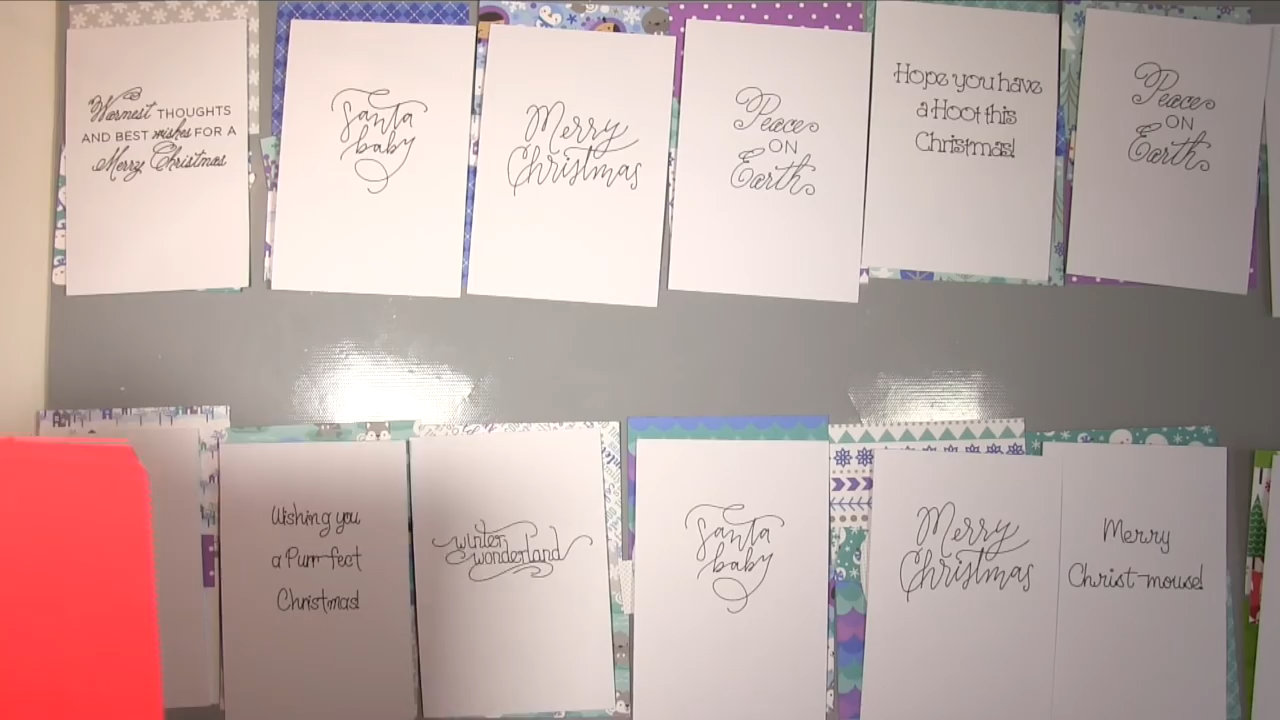 Warmest THOUGHTS
AND BEST wishes FOR A
Merry Christmas
Santa
baby
Merry
Christmas
Peace
ON
Earth
Hope you have
a Hoot this
Christmas!
Peace
ON
Earth
Wishing you
a Purr-fect
Christmas!
winter
wonderland
Santa
baby
Merry
Christmas
Merry
Christ-mouse!